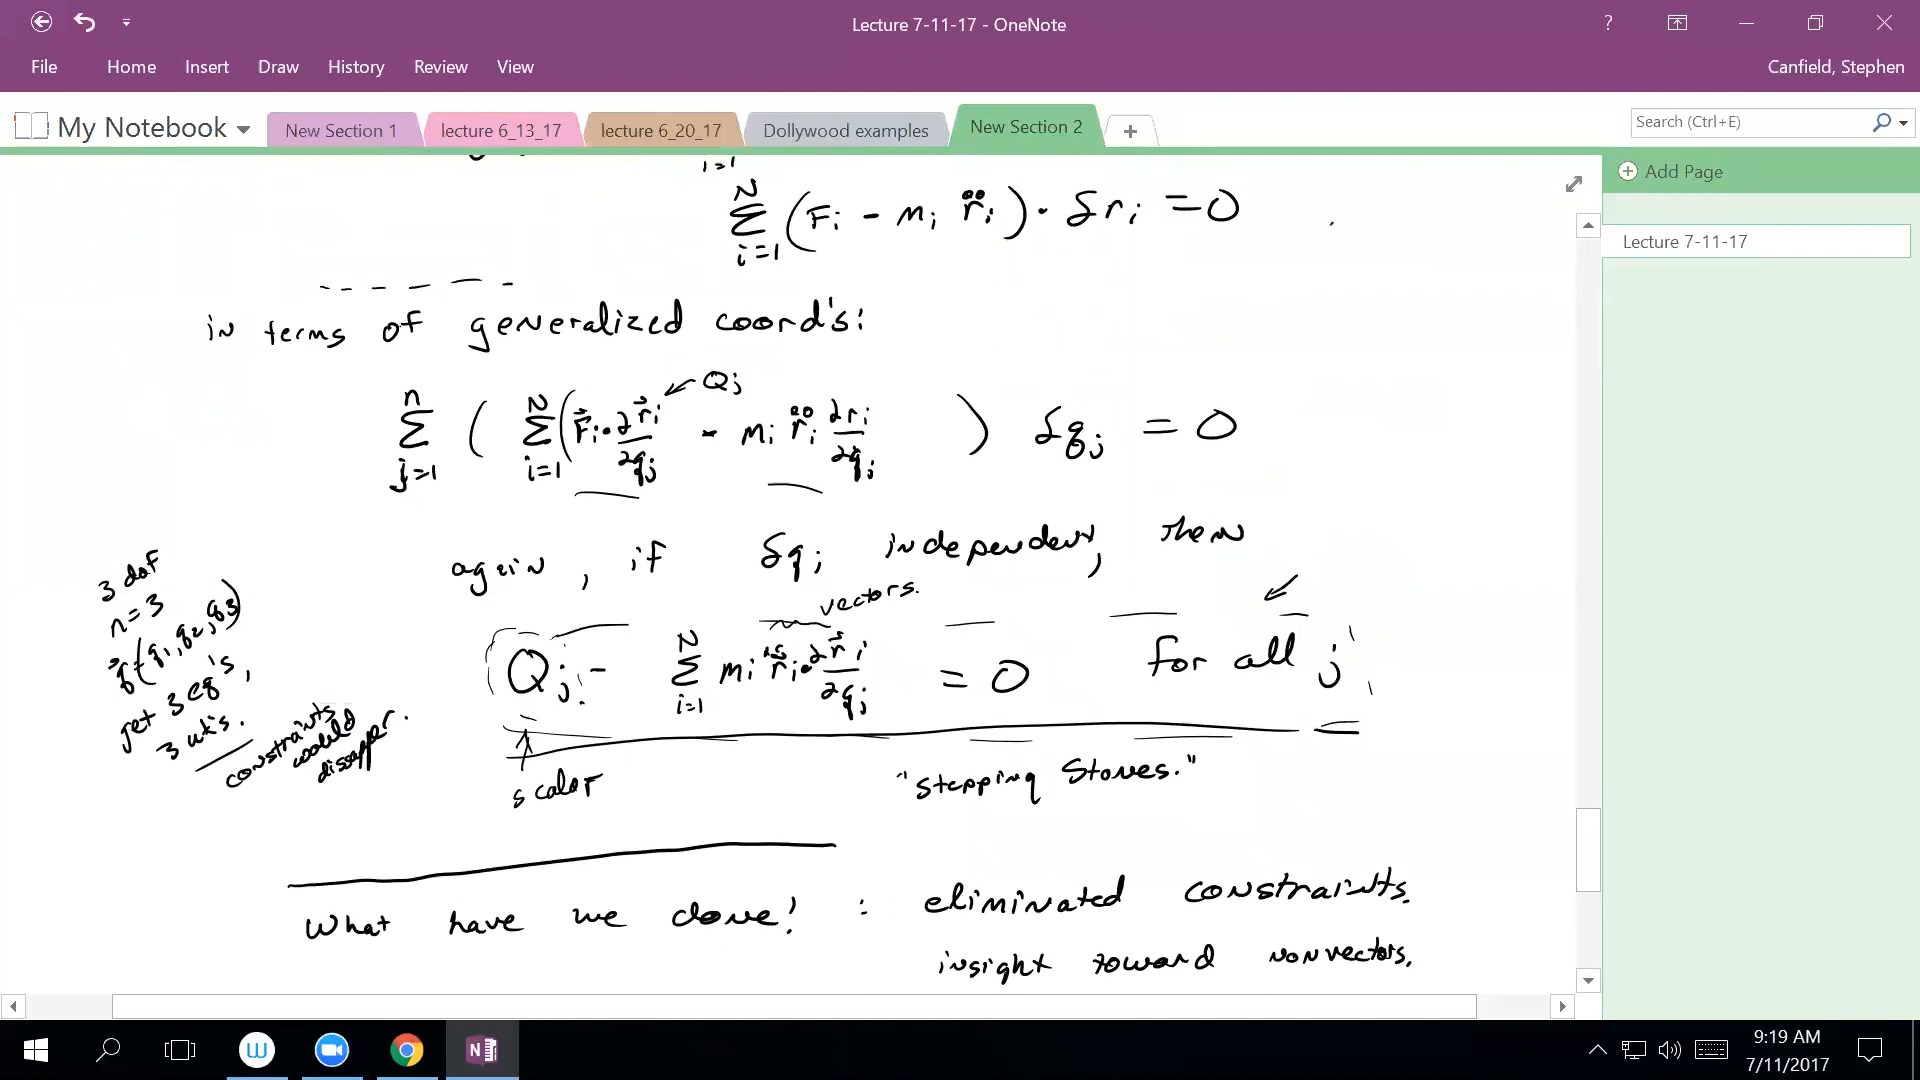 Lecture 7-11-17 - OneNote
?
File Home Insert Draw History Review View
Canfield, Stephen
My Notebook
New Section 1
lecture 6_13_17
lecture 6_20_17
Dollywood examples
New Section 2
+
Search (Ctrl+E)
Add Page
Lecture 7-11-17
i=1
N
Σ (Fi - mi r̈i) · δri = 0
i=1
in terms of generalized coord's:
n N
Σ ( Σ (F⃗i · ∂r⃗i/∂qj - mi r̈i ∂ri/∂qj ) δqj = 0
j=1 i=1
← Qj
again, if δqj independent, then
vectors.
N
Qj - Σ mi r̈i · ∂r⃗i/∂qj = 0 for all j
i=1
scalar
"stepping stones."
3 dof
n=3
q=(q1, q2, q3)
get 3 eq's,
3 uk's.
constraints
would
disappear.
What have we done? : eliminated constraints.
insight toward nonvectors.
9:19 AM
7/11/2017